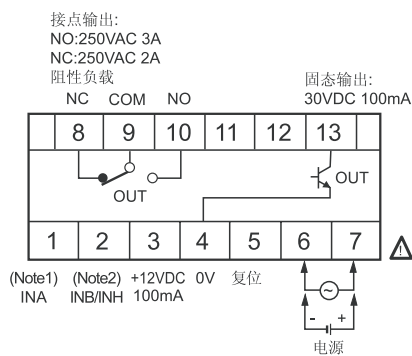 接点输出:
NO:250VAC 3A
NC:250VAC 2A
阻性负载
固态输出:
30VDC 100mA
NC COM NO
8 9 10 11 12 13
OUT
OUT
1 2 3 4 5 6 7
(Note1) (Note2) +12VDC 0V 复位
INA INB/INH 100mA
- +
电源